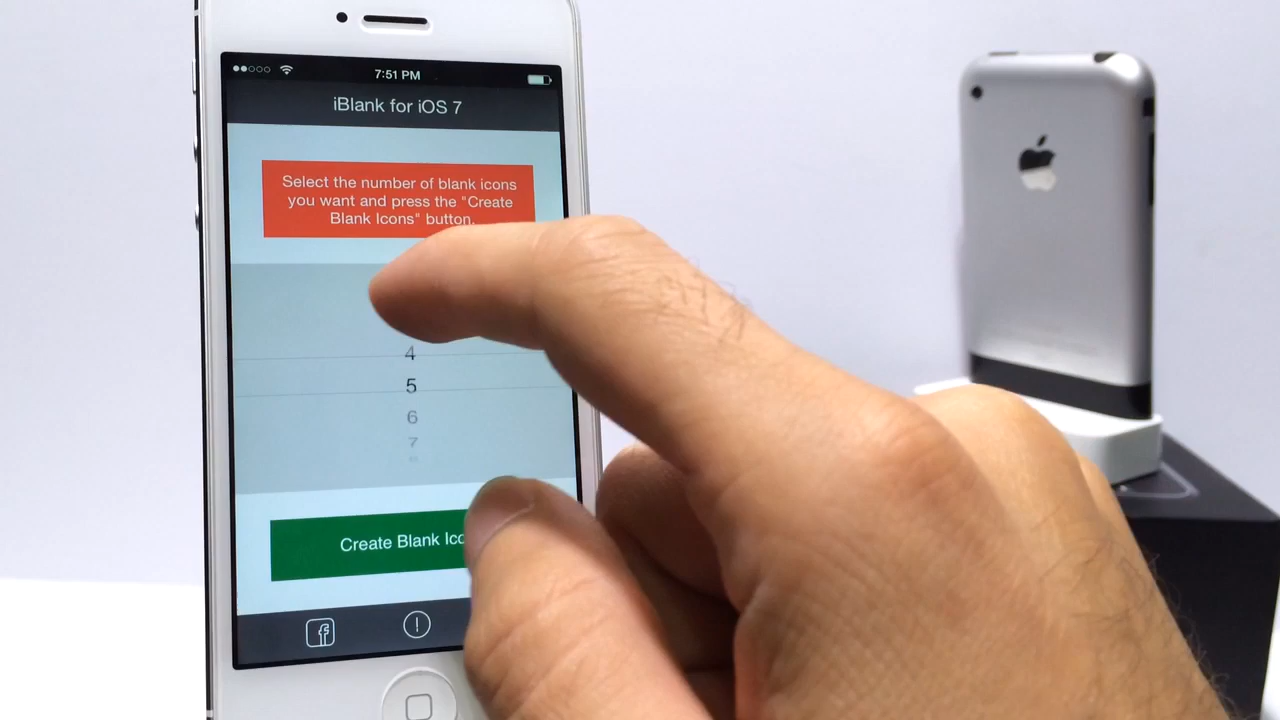 7:51 PM
iBlank for iOS 7
Select the number of blank icons
you want and press the "Create
Blank Icons" button.
4
5
6
7
Create Blank Ico